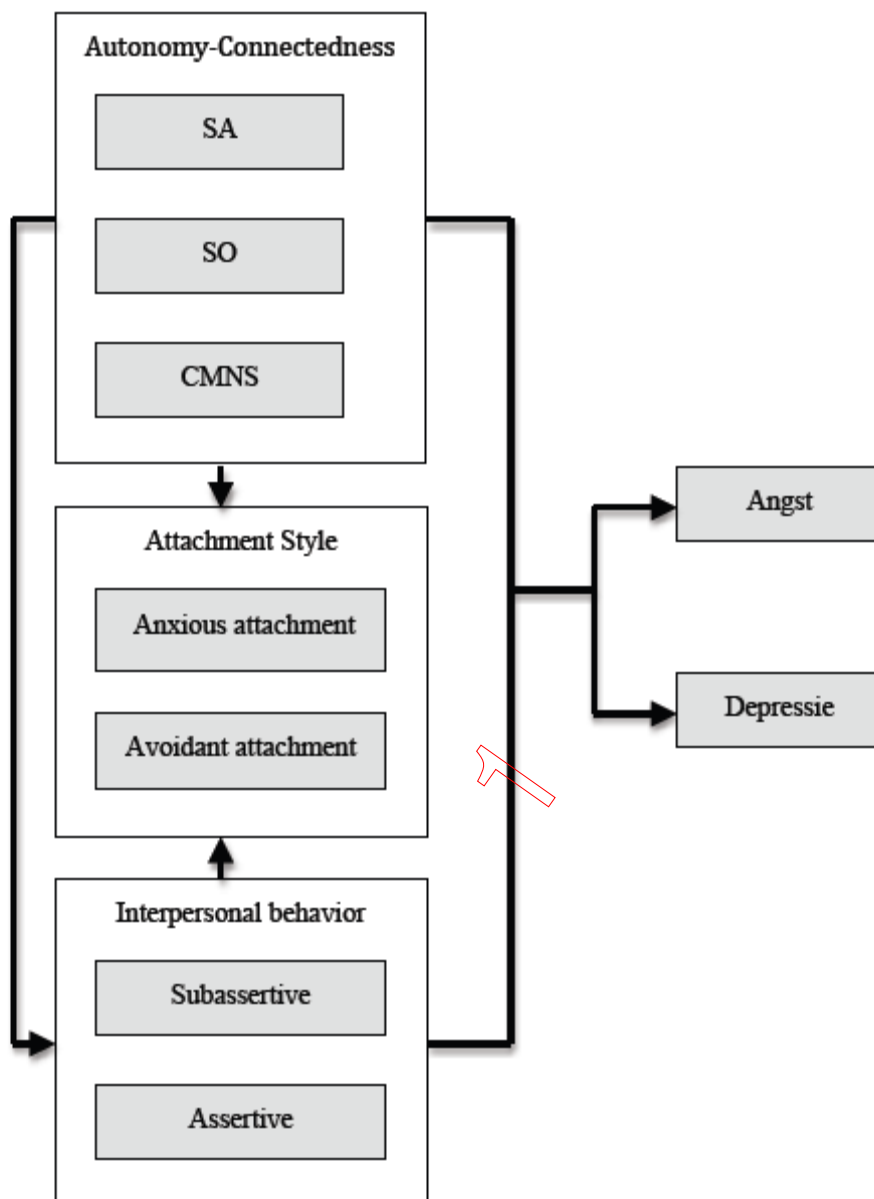 Autonomy-Connectedness
SA
SO
CMNS
Attachment Style
Anxious attachment
Avoidant attachment
Interpersonal behavior
Subassertive
Assertive
Angst
Depressie